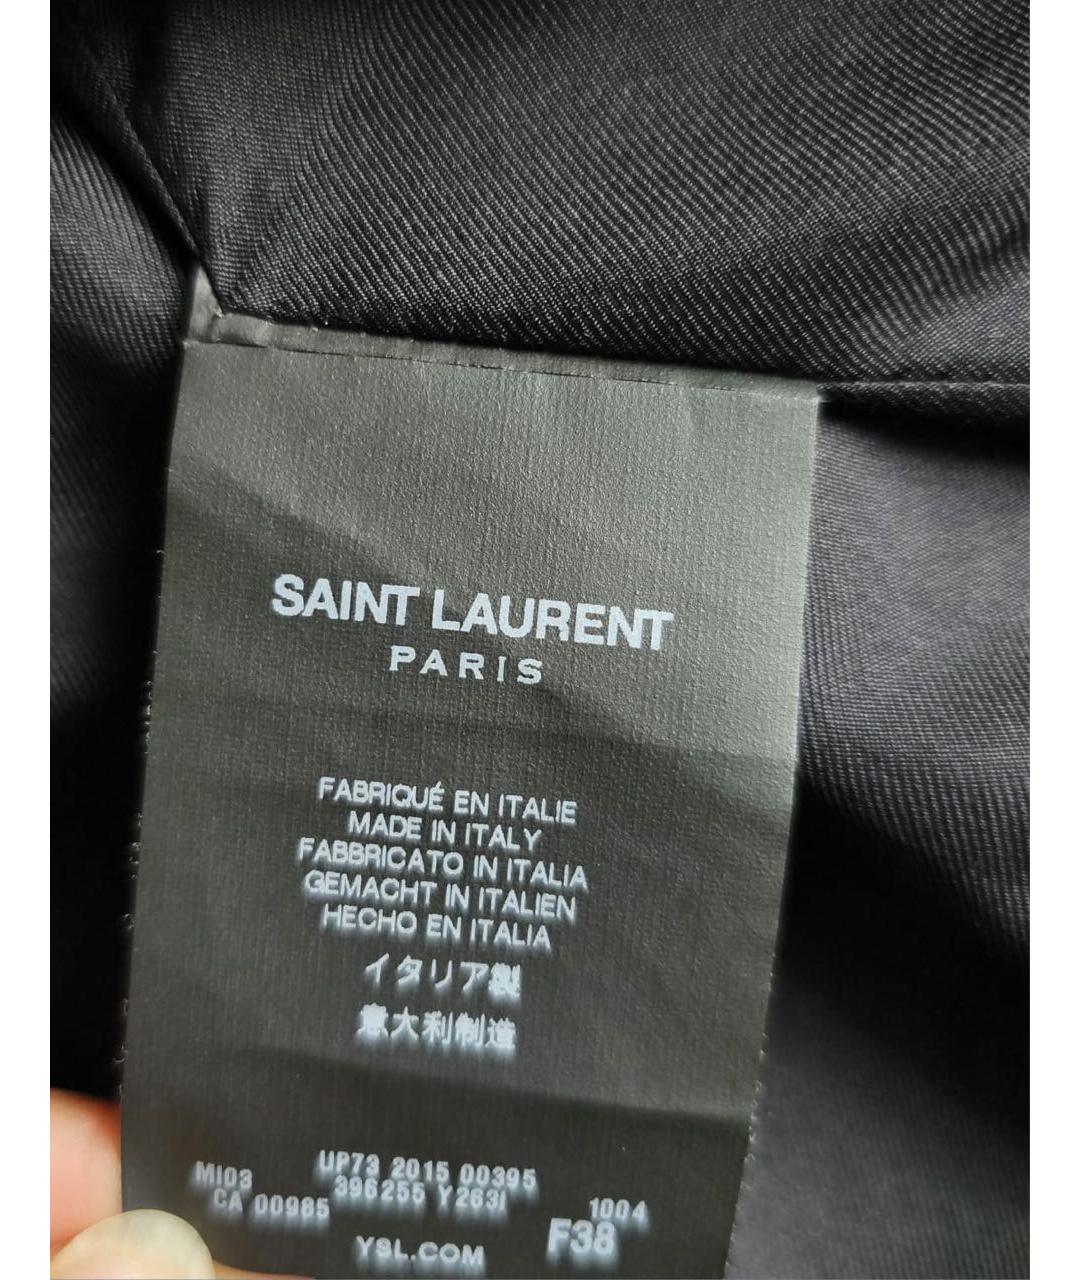 SAINT LAURENT
PARIS
FABRIQUÉ EN ITALIE
MADE IN ITALY
FABBRICATO IN ITALIA
GEMACHT IN ITALIEN
HECHO EN ITALIA
イタリア製
意大利制造
MI03 UP73 2015 00395
CA 00985 396255 Y263I 1004
YSL.COM F38